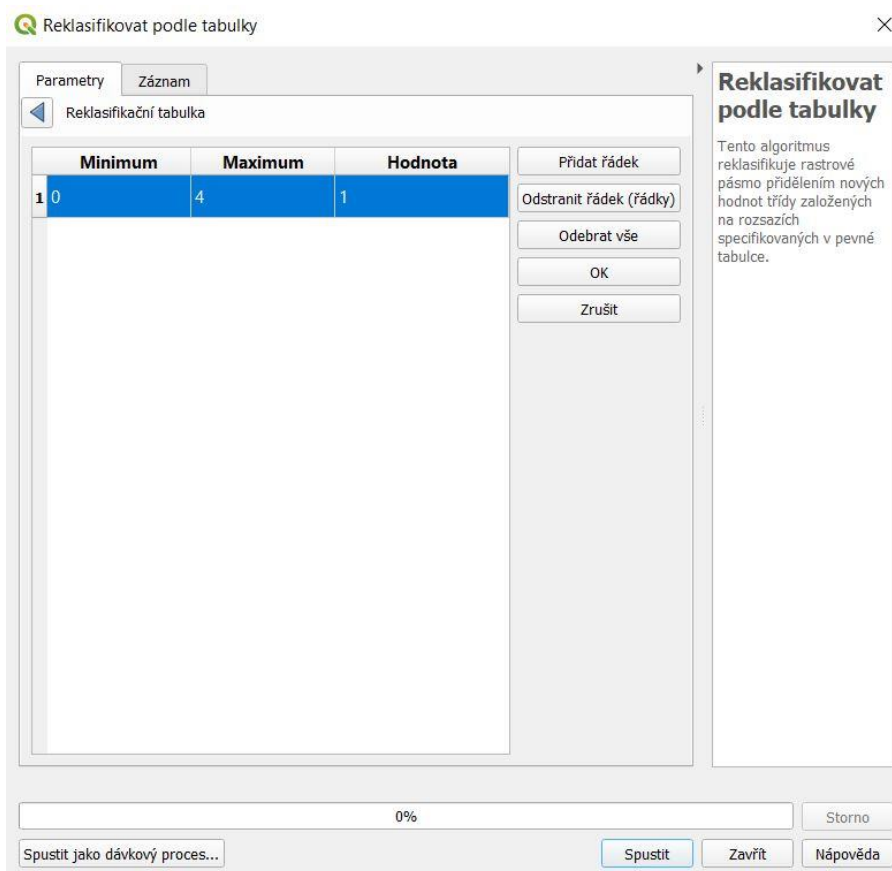 Reklasifikovat podle tabulky
Parametry
Záznam
Reklasifikační tabulka
Minimum Maximum Hodnota
1 0 4 1
Přidat řádek
Odstranit řádek (řádky)
Odebrat vše
OK
Zrušit
Reklasifikovat
podle tabulky
Tento algoritmus
reklasifikuje rastrové
pásmo přidělením nových
hodnot třídy založených
na rozsazích
specifikovaných v pevné
tabulce.
0%
Storno
Spustit jako dávkový proces...
Spustit
Zavřít
Nápověda